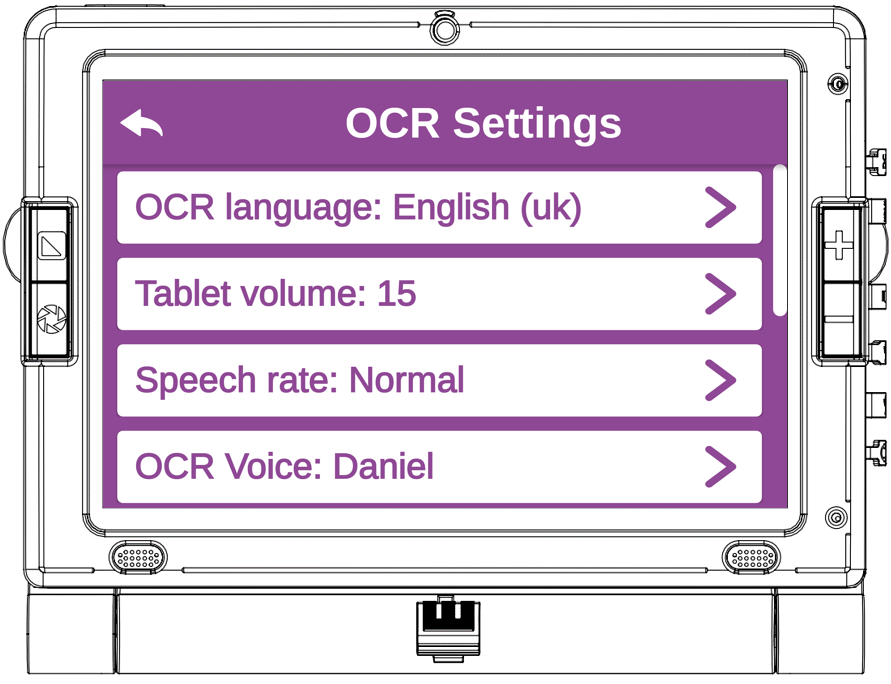 OCR Settings
OCR language: English (uk)
Tablet volume: 15
Speech rate: Normal
OCR Voice: Daniel